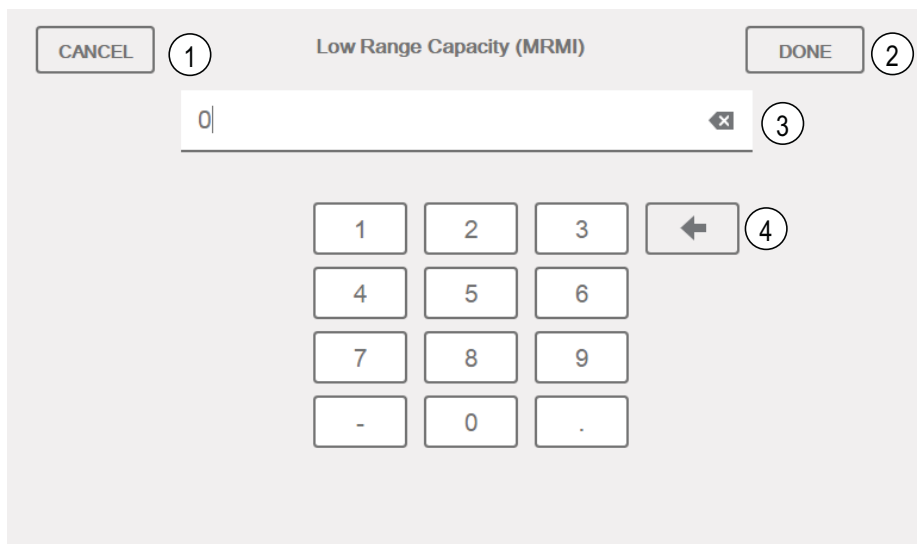 CANCEL 1 Low Range Capacity (MRMI) DONE 2
0 3
1 2 3 4
4 5 6
7 8 9
- 0 .